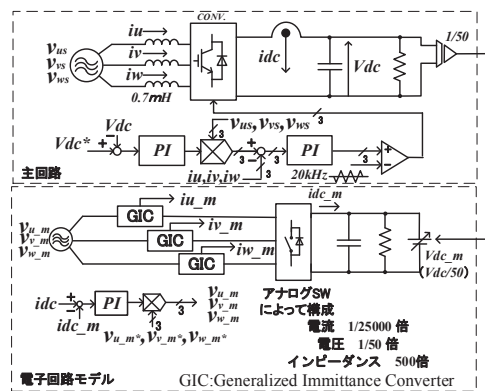 CONV.
1/50
iu
iv
iw
vus
vvs
vws
0.7mH
idc
Vdc
3
vus,vvs,vws
3
Vdc
Vdc*
+
−
PI
3
3
+
−
3
PI
3
+
−
iu,iv,iw
20kHz
主回路
iu_m
idc_m
GIC
iv_m
GIC
iw_m
GIC
vu_m
vv_m
vw_m
Vdc_m
(Vdc/50)
idc
+
−
idc_m
PI
3
3
vu_m
vv_m
vw_m
vu_m*,vv_m*,vw_m*
アナログSW
によって構成
電流 1/25000 倍
電圧 1/50 倍
インピーダンス 500倍
電子回路モデル
GIC:Generalized Immittance Converter